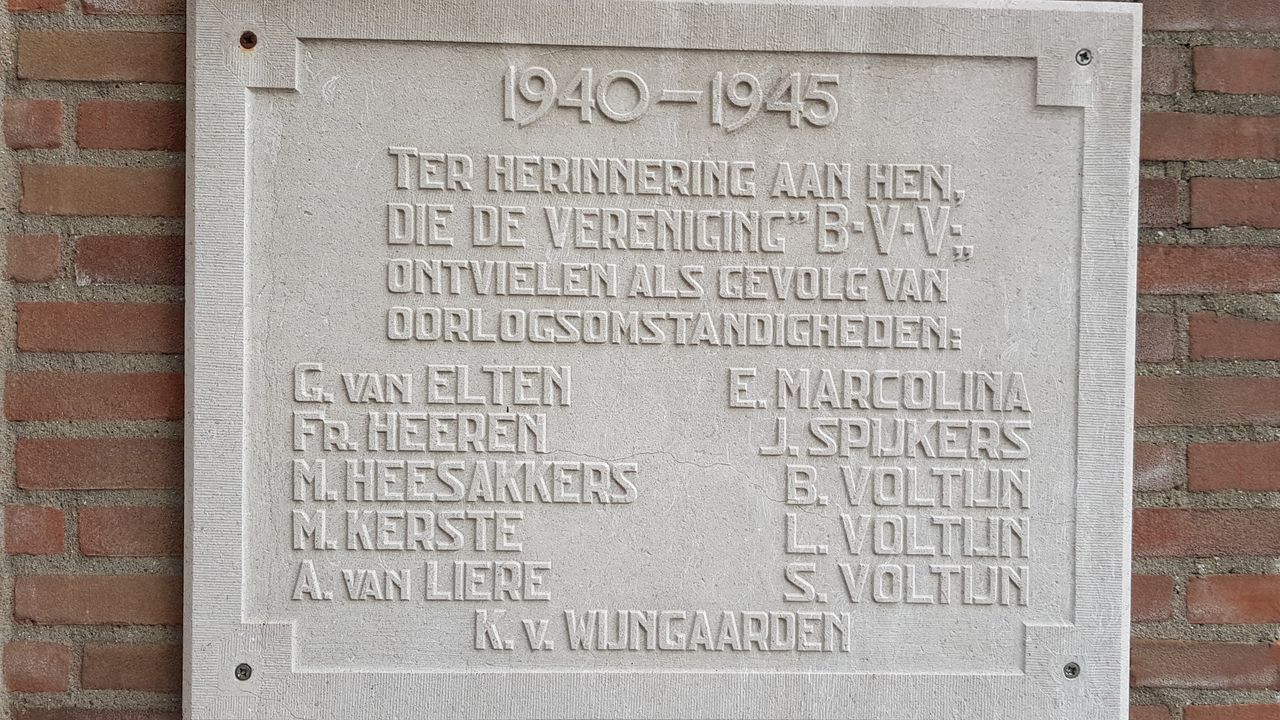 1940-1945
TER HERINNERING AAN HEN,
DIE DE VERENIGING "B·V·V·„
ONTVIELEN ALS GEVOLG VAN
OORLOGSOMSTANDIGHEDEN:
G. VAN ELTEN E. MARCOLINA
FR. HEEREN J. SPIJKERS
M. HEESAKKERS B. VOLTIJN
M. KERSTE L. VOLTIJN
A. VAN LIERE S. VOLTIJN
K. V. WIJNGAARDEN